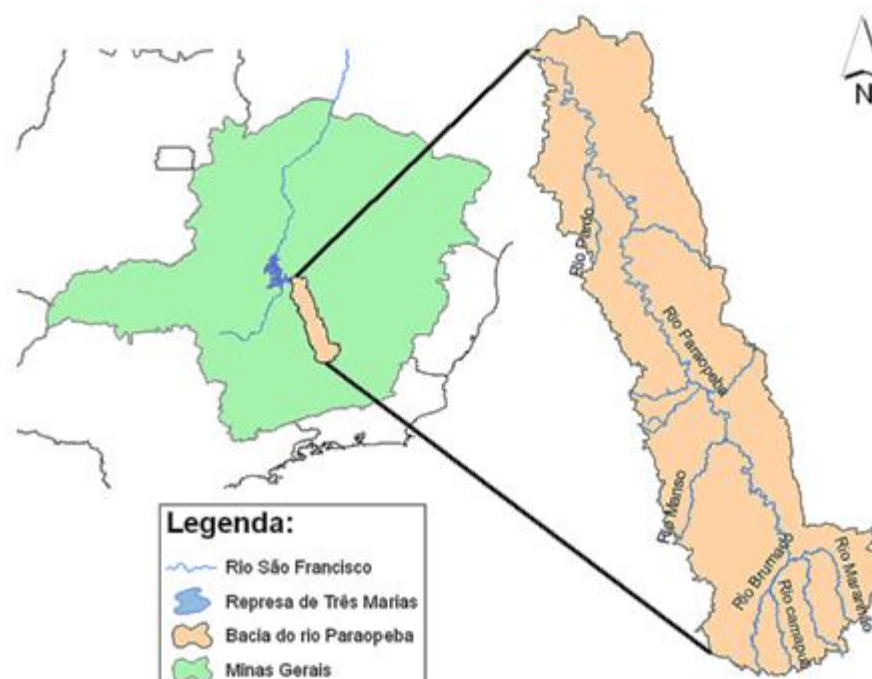 N
Rio Pardo
Rio Paraopeba
Rio Manso
Rio Brumado
Rio camapuã
Rio Maranhão
Legenda:
Rio São Francisco
Represa de Três Marias
Bacia do rio Paraopeba
Minas Gerais